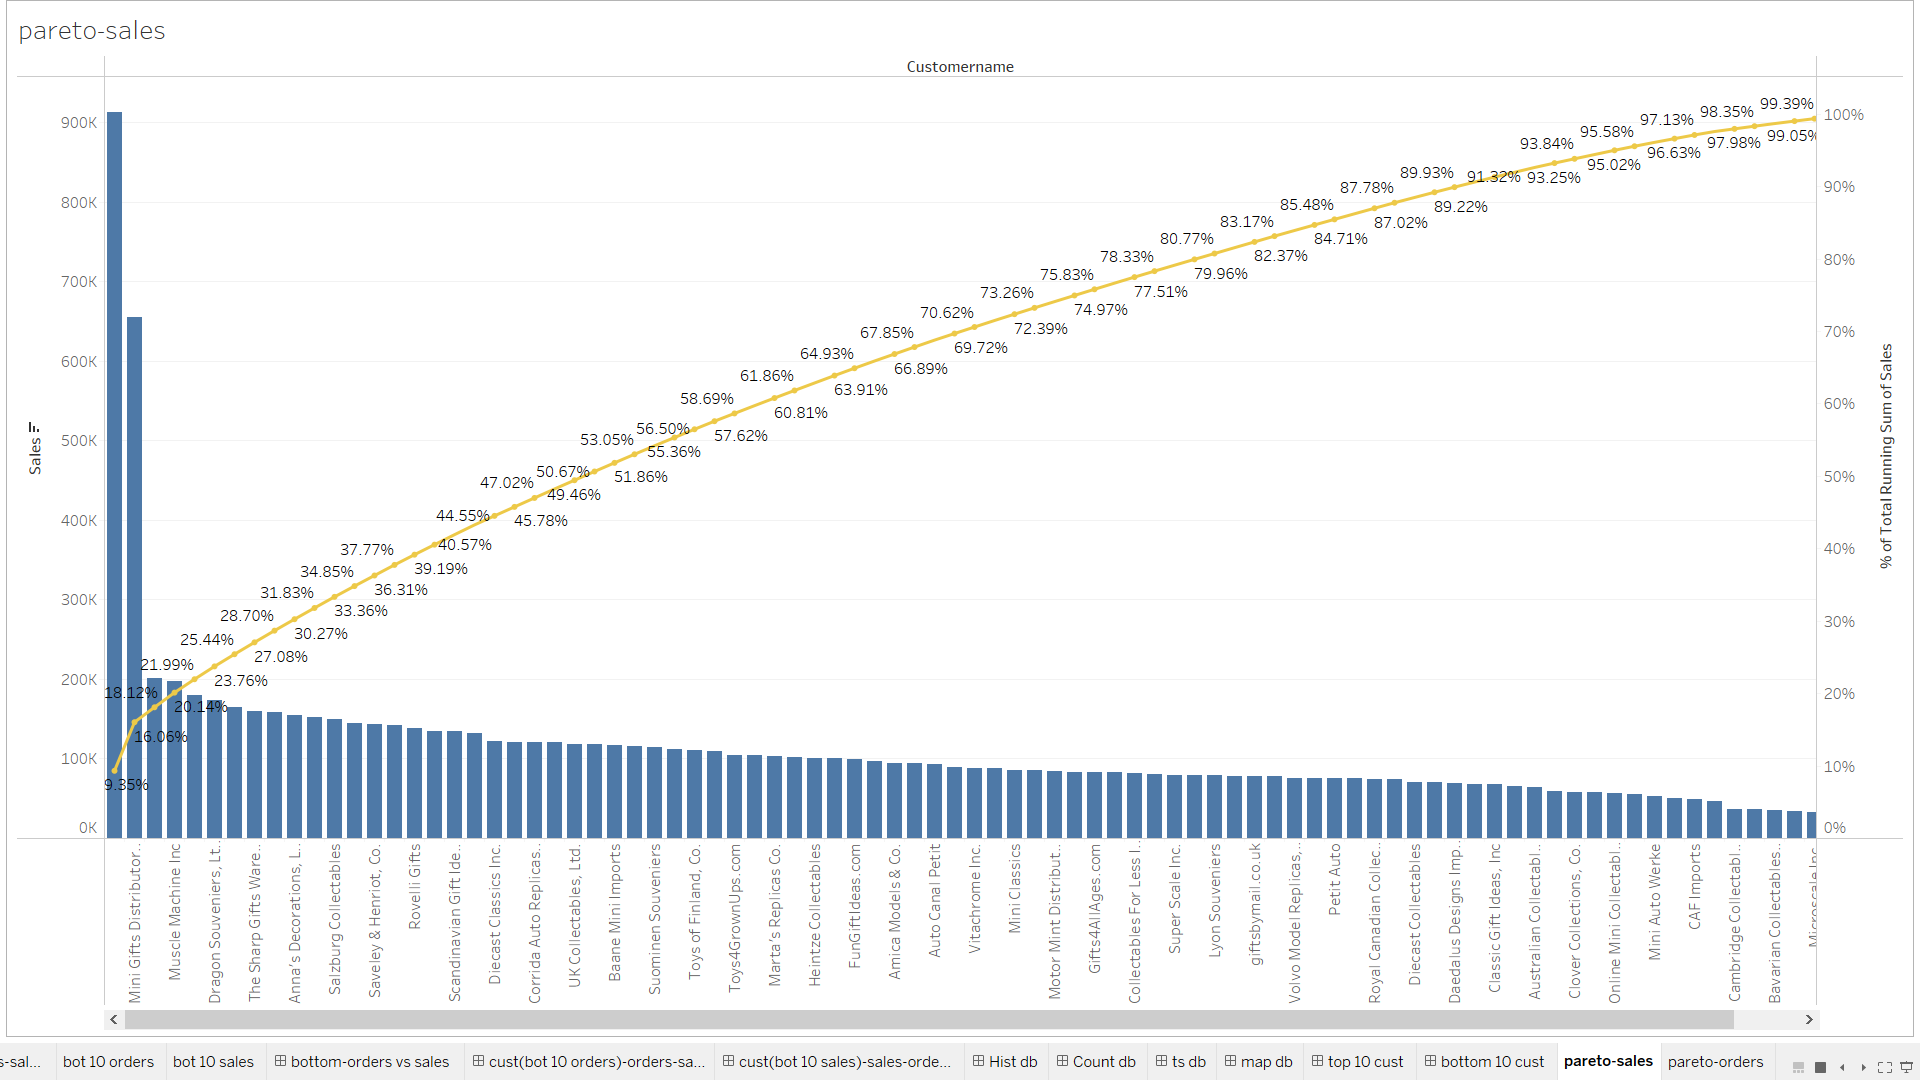 pareto-sales
Customername
900K
800K
700K
600K
500K
400K
300K
200K
100K
0K
Sales
100%
90%
80%
70%
60%
50%
40%
30%
20%
10%
0%
% of Total Running Sum of Sales
9.35%
16.06%
18.12%
20.14%
21.99%
23.76%
25.44%
27.08%
28.70%
30.27%
31.83%
33.36%
34.85%
36.31%
37.77%
39.19%
40.57%
44.55%
45.78%
47.02%
49.46%
50.67%
51.86%
53.05%
55.36%
56.50%
57.62%
58.69%
60.81%
61.86%
63.91%
64.93%
66.89%
67.85%
69.72%
70.62%
72.39%
73.26%
74.97%
75.83%
77.51%
78.33%
79.96%
80.77%
82.37%
83.17%
84.71%
85.48%
87.02%
87.78%
89.22%
89.93%
91.32%
93.25%
93.84%
95.02%
95.58%
96.63%
97.13%
97.98%
98.35%
99.05%
99.39%
Mini Gifts Distributor..
Muscle Machine Inc
Dragon Souveniers, Lt..
The Sharp Gifts Ware..
Anna's Decorations, L..
Salzburg Collectables
Saveley & Henriot, Co.
Rovelli Gifts
Scandinavian Gift Ide..
Diecast Classics Inc.
Corrida Auto Replicas..
UK Collectables, Ltd.
Baane Mini Imports
Suominen Souveniers
Toys of Finland, Co.
Toys4GrownUps.com
Marta's Replicas Co.
Heintze Collectables
FunGiftIdeas.com
Amica Models & Co.
Auto Canal Petit
Vitachrome Inc.
Mini Classics
Motor Mint Distribut..
Gifts4AllAges.com
Collectables For Less I..
Super Scale Inc.
Lyon Souveniers
giftsbymail.co.uk
Volvo Model Replicas,..
Petit Auto
Royal Canadian Collec..
Diecast Collectables
Daedalus Designs Imp..
Classic Gift Ideas, Inc
Australian Collectabl..
Clover Collections, Co.
Online Mini Collectabl..
Mini Auto Werke
CAF Imports
Cambridge Collectabl..
Bavarian Collectables..
Microscale Inc.
s-sal... bot 10 orders bot 10 sales bottom-orders vs sales cust(bot 10 orders)-orders-sa... cust(bot 10 sales)-sales-orde... Hist db Count db ts db map db top 10 cust bottom 10 cust pareto-sales pareto-orders